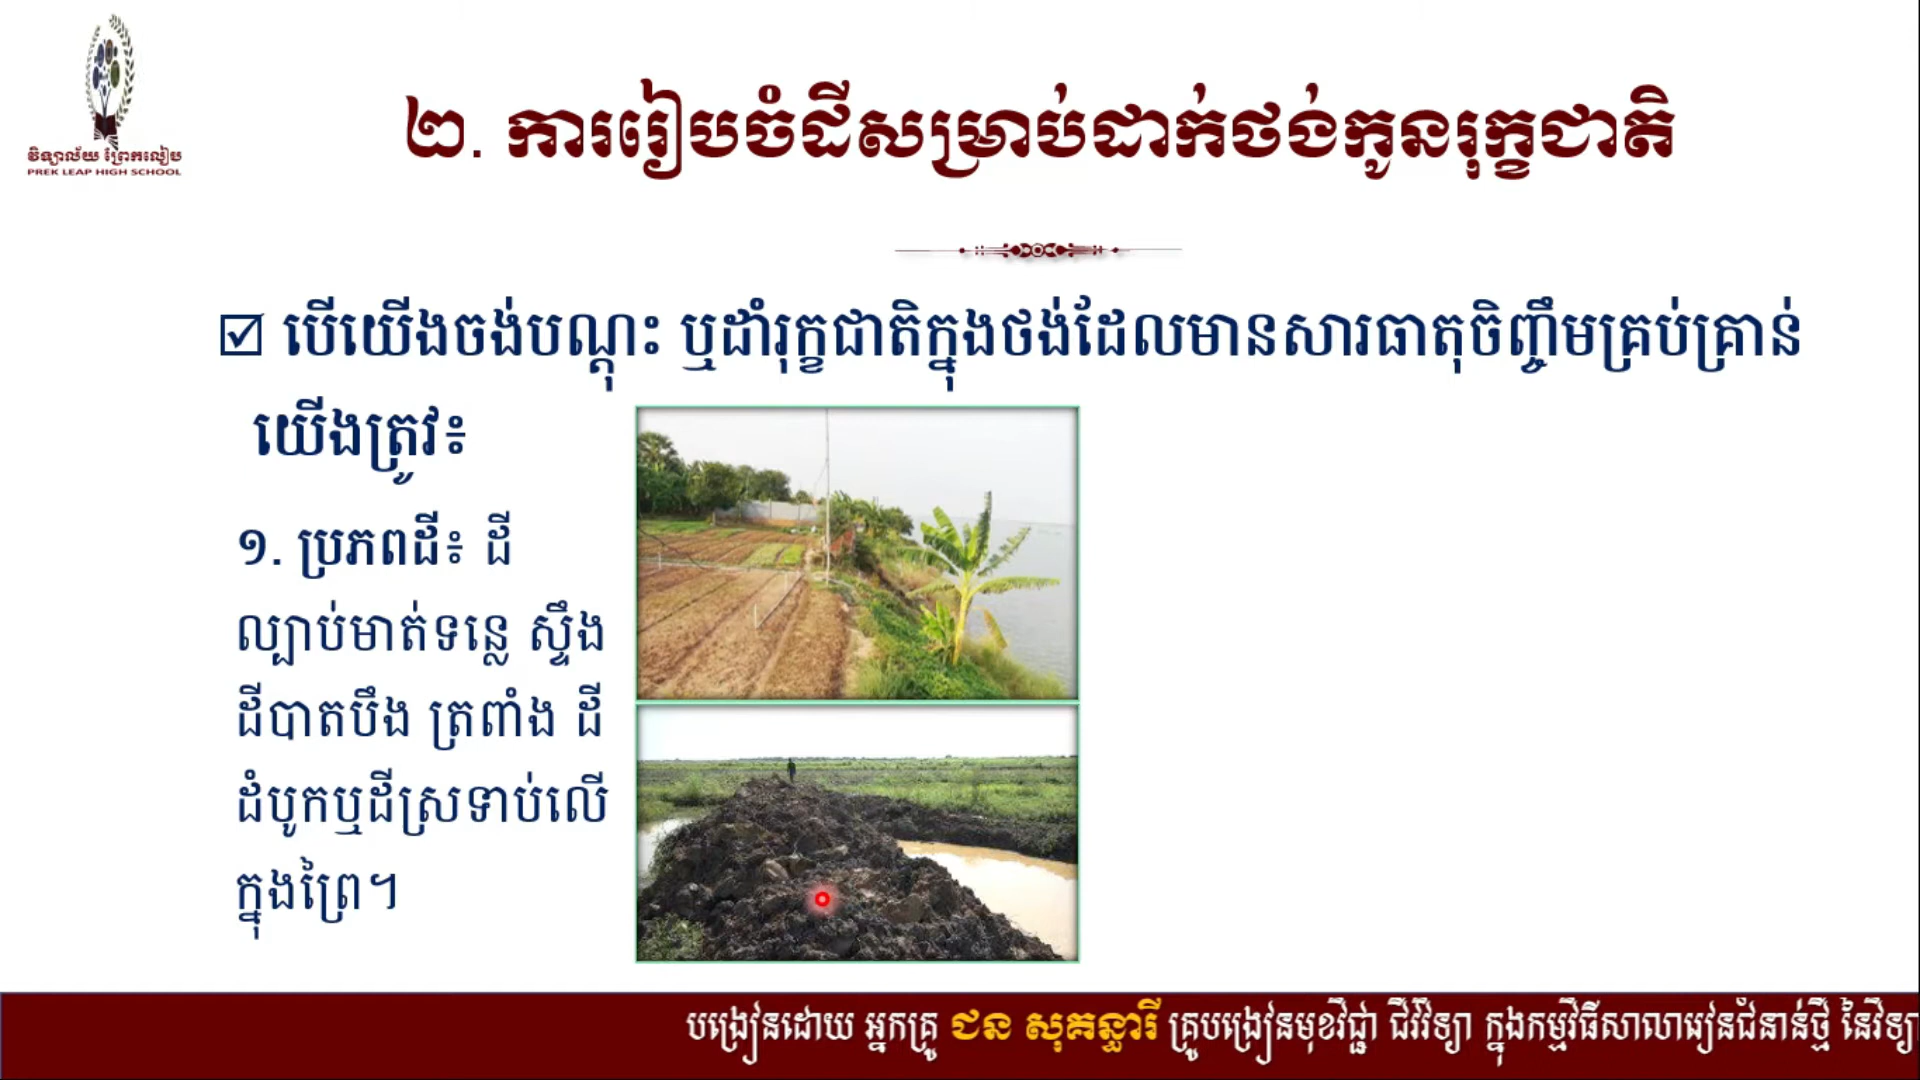 វិទ្យាល័យ ព្រែកលៀប
PREK LEAP HIGH SCHOOL
២. ការរៀបចំដីសម្រាប់ដាក់ថង់កូនរុក្ខជាតិ
☑ បើយើងចង់បណ្ដុះ ឬដាំរុក្ខជាតិក្នុងថង់ដែលមានសារធាតុចិញ្ចឹមគ្រប់គ្រាន់
យើងត្រូវ៖
១. ប្រភពដី៖ ដី
ល្បាប់មាត់ទន្លេ ស្ទឹង
ដីបាតបឹង ត្រពាំង ដី
ដំបូកឬដីស្រទាប់លើ
ក្នុងព្រៃ។
បង្រៀនដោយ អ្នកគ្រូ ជន សុគន្ធារី គ្រូបង្រៀនមុខវិជ្ជា ជីវវិទ្យា ក្នុងកម្មវិធីសាលារៀនជំនាន់ថ្មី នៃវិទ្យា